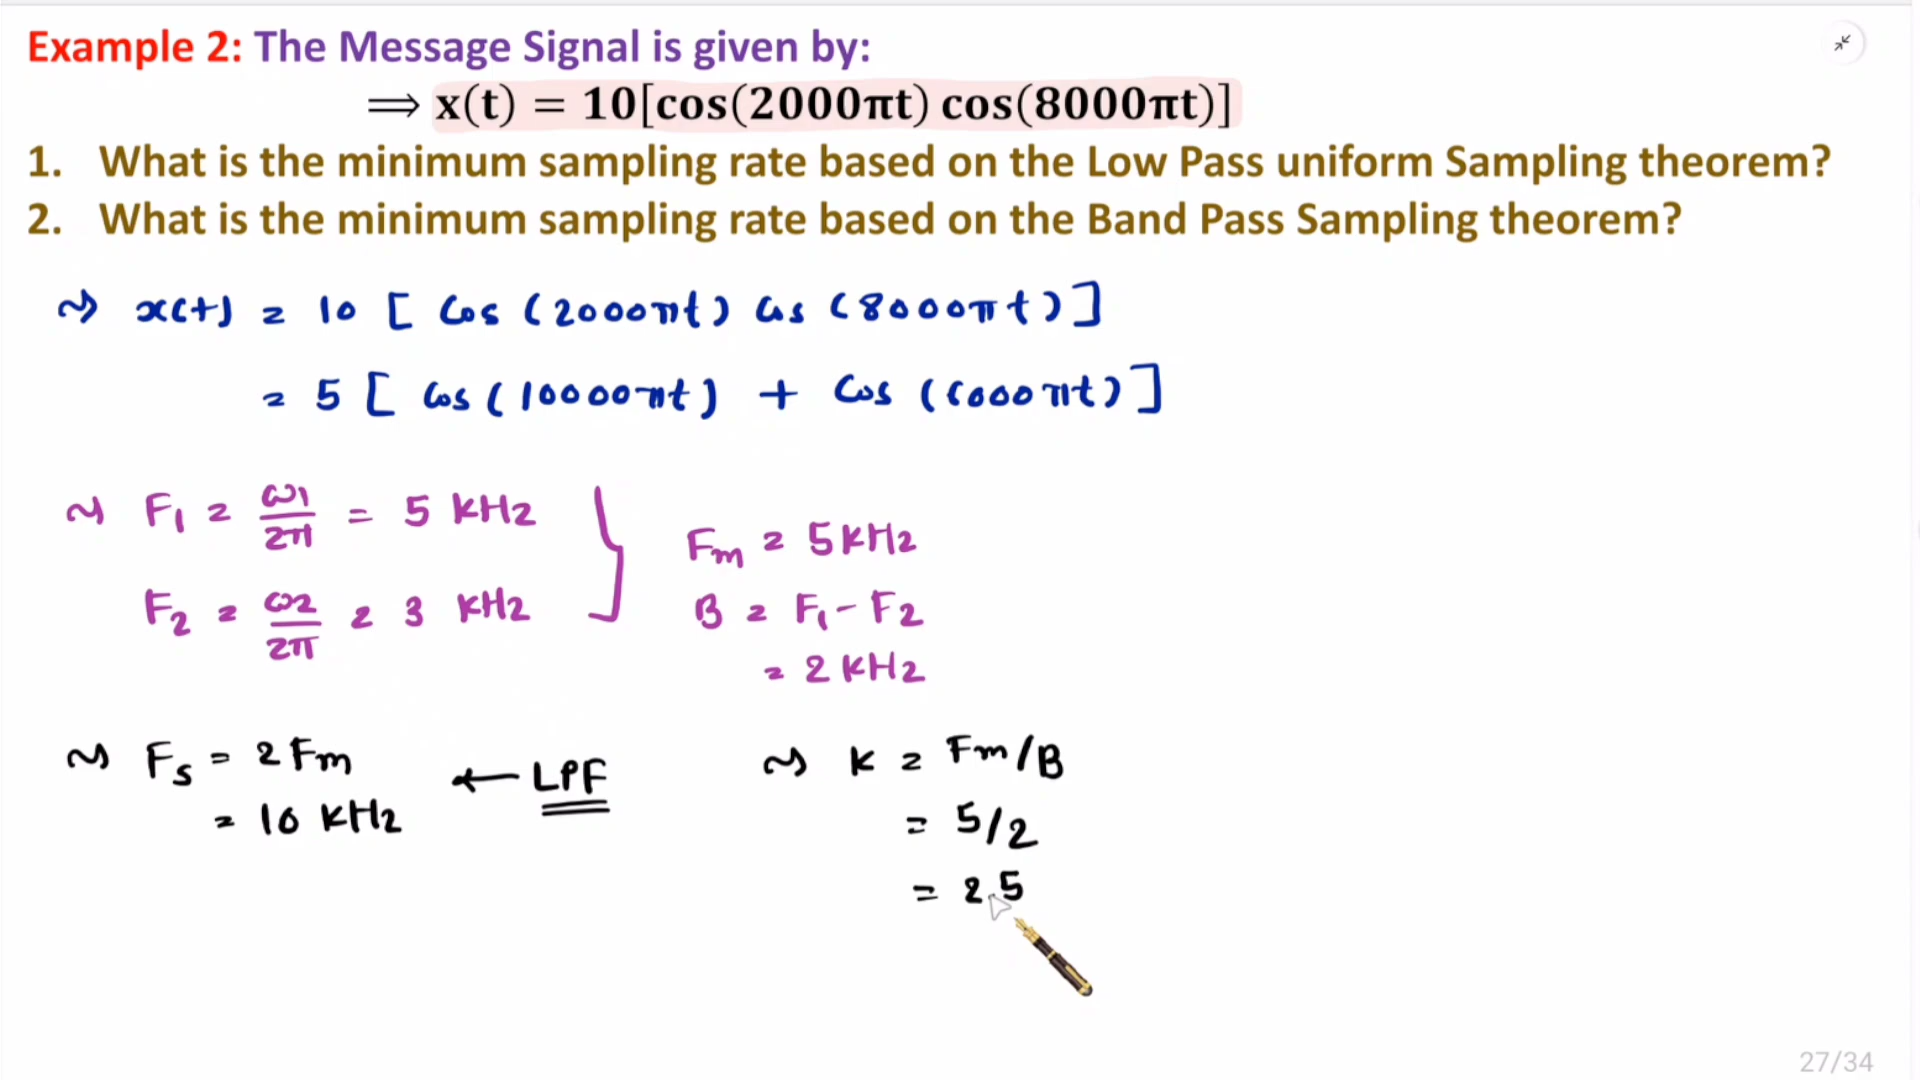 Example 2: The Message Signal is given by:
⟹ x(t) = 10[cos(2000πt) cos(8000πt)]
1. What is the minimum sampling rate based on the Low Pass uniform Sampling theorem?
2. What is the minimum sampling rate based on the Band Pass Sampling theorem?
x(t) = 10 [ cos (2000πt) cos (8000πt) ]
= 5 [ cos (10000πt) + cos (6000πt) ]
F1 = ω1/2π = 5 kHz
F2 = ω2/2π = 3 kHz
Fm = 5 kHz
B = F1 - F2
= 2 kHz
Fs = 2 Fm
= 10 kHz
← LPF
k = Fm/B
= 5/2
= 2.5
27/34